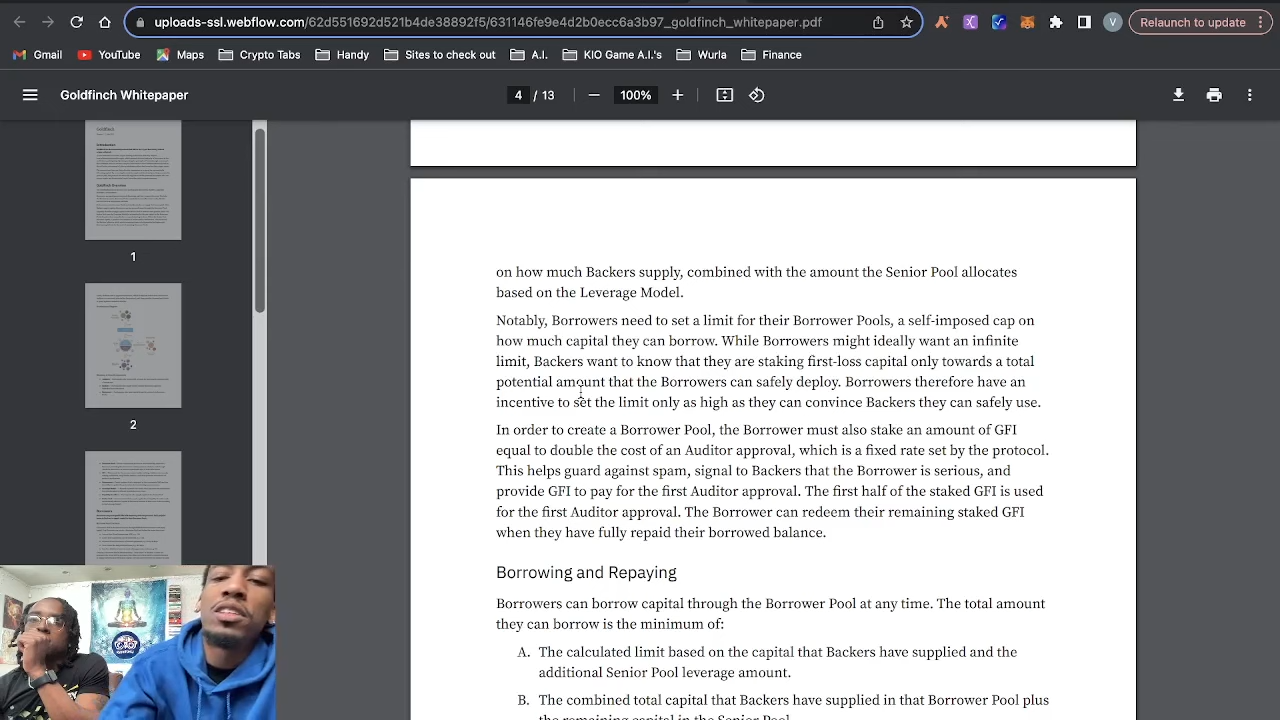 uploads-ssl.webflow.com/62d551692d521b4de38892f5/631146fe9e4d2b0ecc6a3b97_goldfinch_whitepaper.pdf
V
Relaunch to update
Gmail
YouTube
Maps
Crypto Tabs
Handy
Sites to check out
A.I.
KIO Game A.I.'s
Wurla
Finance
Goldfinch Whitepaper
4 / 13
100%
1
2
on how much Backers supply, combined with the amount the Senior Pool allocates
based on the Leverage Model.
Notably, Borrowers need to set a limit for their Borrower Pools, a self-imposed cap on
how much capital they can borrow. While Borrowers might ideally want an infinite
limit, Backers want to know that they are staking first-loss capital only towards a total
potential amount that the Borrowers can safely deploy. Borrowers therefore have an
incentive to set the limit only as high as they can convince Backers they can safely use.
In order to create a Borrower Pool, the Borrower must also stake an amount of GFI
equal to double the cost of an Auditor approval, which is a fixed rate set by the protocol.
This helps guard against spam, signal to Backers that the Borrower is serious, and
provide GFI to pay for the first Auditor approval. The first half of the staked GFI is used
for the first Auditor approval. The Borrower can redeem their remaining staked GFI
when they have fully repaid their borrowed balance.
Borrowing and Repaying
Borrowers can borrow capital through the Borrower Pool at any time. The total amount
they can borrow is the minimum of:
A. The calculated limit based on the capital that Backers have supplied and the
additional Senior Pool leverage amount.
B. The combined total capital that Backers have supplied in that Borrower Pool plus
the remaining capital in the Senior Pool.